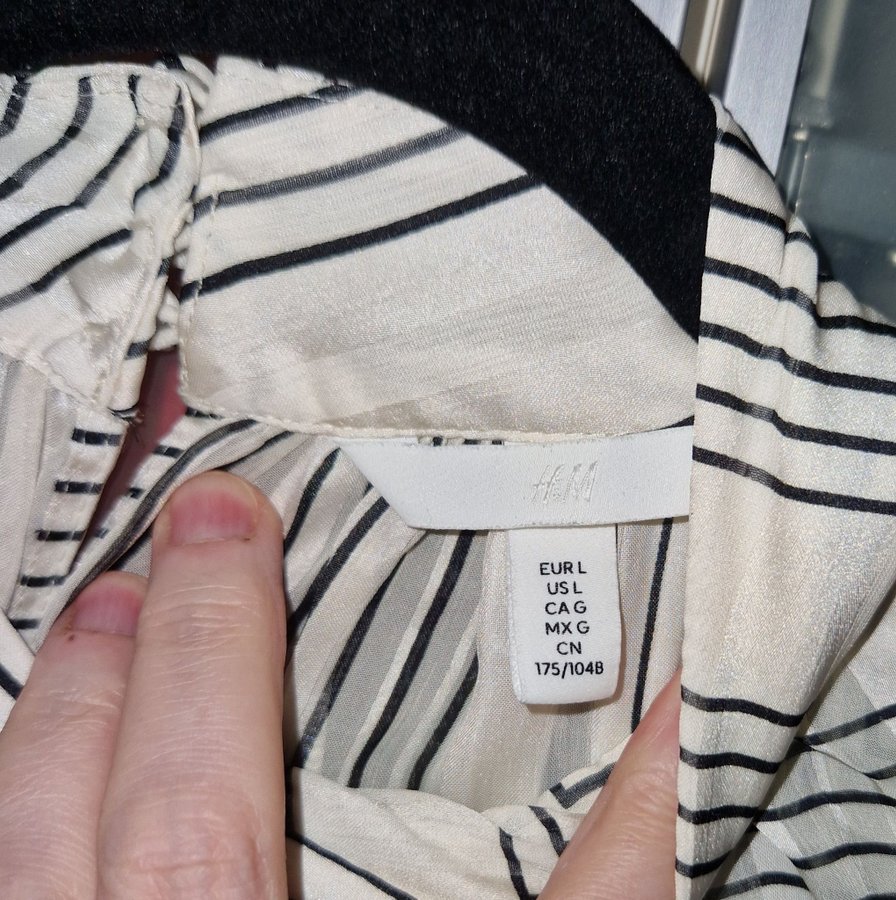 H&M
EUR L
US L
CA G
MX G
CN
175/104B